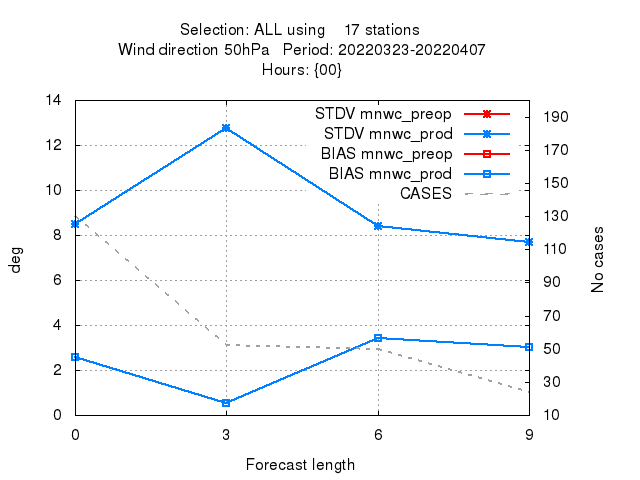 Selection: ALL using    17 stations
Wind direction 50hPa   Period: 20220323-20220407
Hours: {00}
STDV mnwc_preop
STDV mnwc_prod
BIAS mnwc_preop
BIAS mnwc_prod
CASES
14
12
10
8
6
4
2
0
deg
190
170
150
130
110
90
70
50
30
10
No cases
0 3 6 9
Forecast length